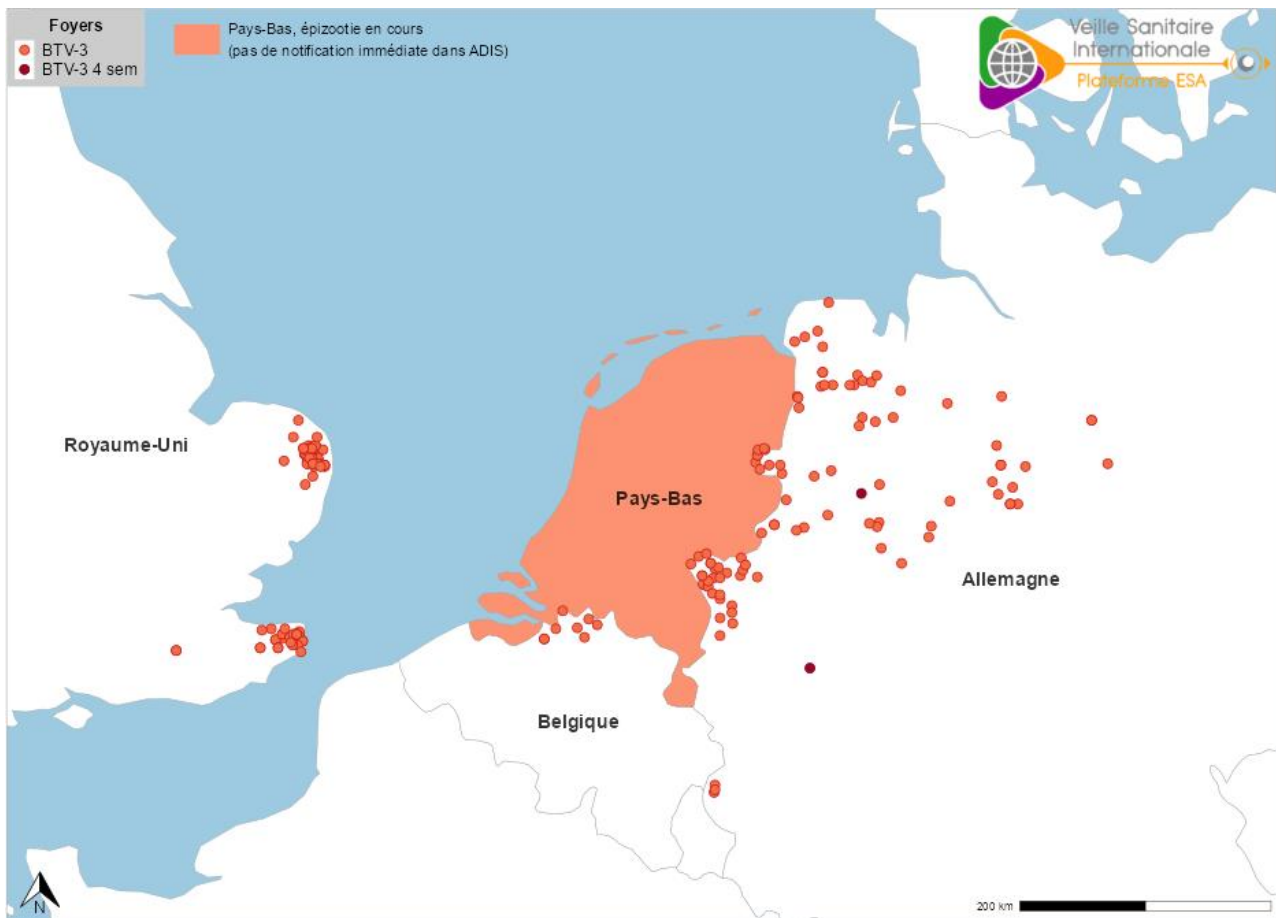 Foyers
BTV-3
BTV-3 4 sem
Pays-Bas, épizootie en cours
(pas de notification immédiate dans ADIS)
Veille Sanitaire
Internationale
Plateforme ESA
Royaume-Uni
Pays-Bas
Allemagne
Belgique
N
200 km